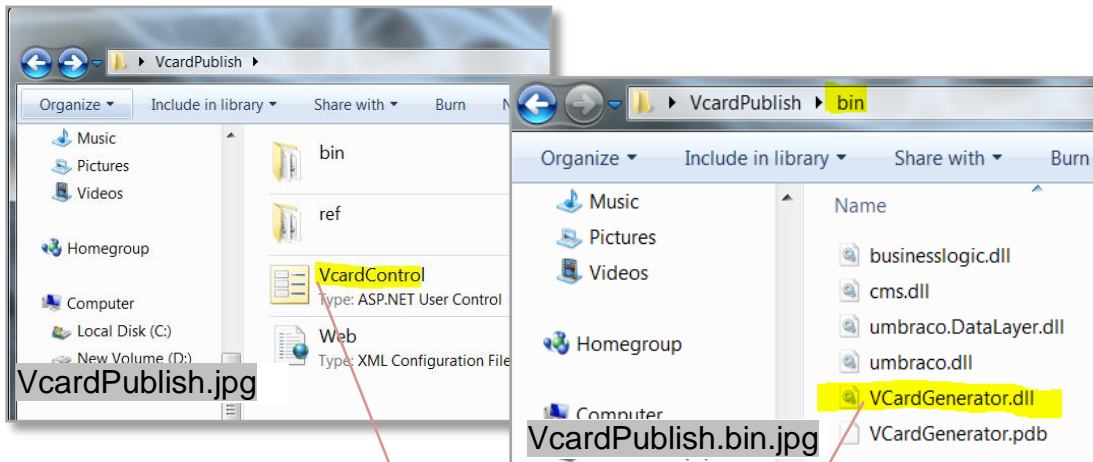 VcardPublish
Organize Include in library Share with Burn
Music
Pictures
Videos
Homegroup
Computer
Local Disk (C:)
New Volume (D:)
bin
ref
VcardControl
Type: ASP.NET User Control
Web
Type: XML Configuration File
VcardPublish.jpg
VcardPublish bin
Organize Include in library Share with Burn
Music
Pictures
Videos
Homegroup
Computer
Name
businesslogic.dll
cms.dll
umbraco.DataLayer.dll
umbraco.dll
VCardGenerator.dll
VCardGenerator.pdb
VcardPublish.bin.jpg